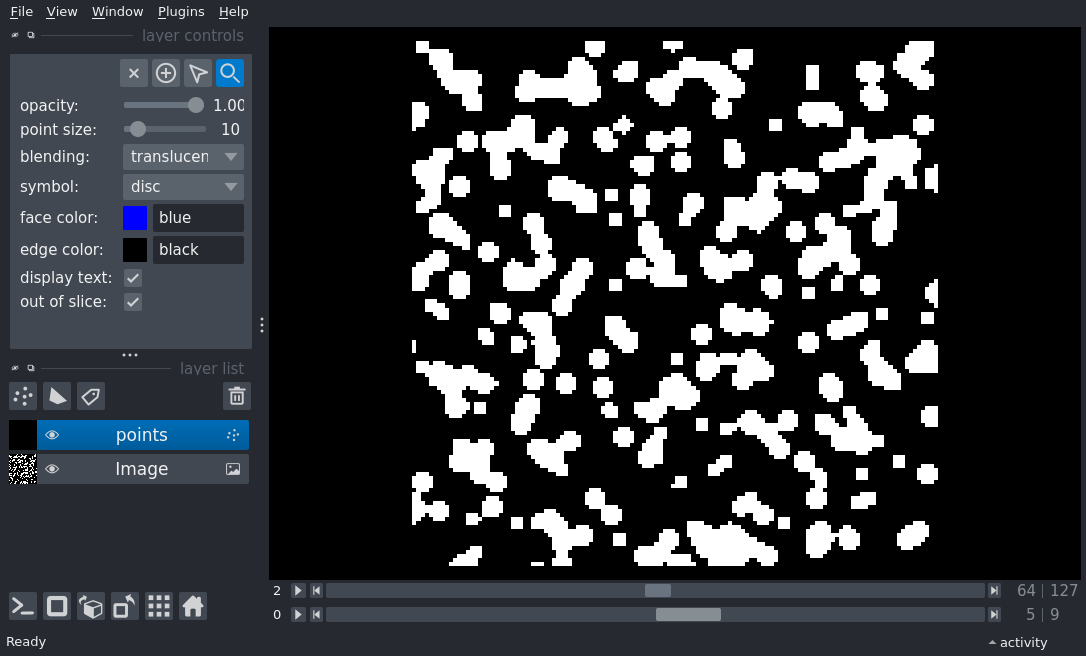 File View Window Plugins Help
layer controls
opacity: 1.00
point size: 10
blending: translucen
symbol: disc
face color: blue
edge color: black
display text:
out of slice:
layer list
points
Image
2 64 127
0 5 9
Ready activity